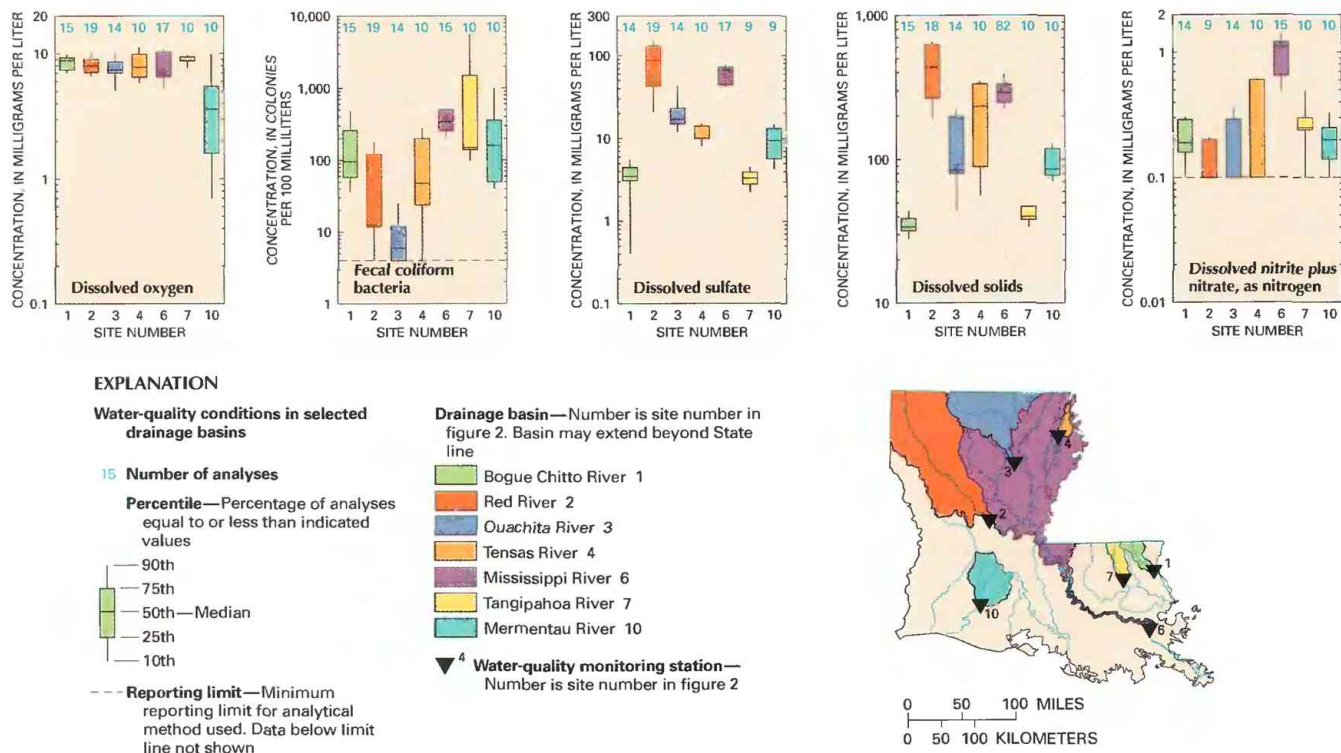 CONCENTRATION, IN MILLIGRAMS PER LITER
20
10
1
0.1
15 19 14 10 17 10 10
Dissolved oxygen
1 2 3 4 6 7 10
SITE NUMBER
CONCENTRATION, IN COLONIES
PER 100 MILLITERS
10,000
1,000
100
10
1
15 19 14 10 15 10 10
Fecal coliform
bacteria
1 2 3 4 6 7 10
SITE NUMBER
CONCENTRATION, IN MILLIGRAMS PER LITER
300
100
10
1
0.1
14 19 14 10 17 9 9
Dissolved sulfate
1 2 3 4 6 7 10
SITE NUMBER
CONCENTRATION, IN MILLIGRAMS PER LITER
1,000
100
10
15 18 14 10 82 10 10
Dissolved solids
1 2 3 4 6 7 10
SITE NUMBER
CONCENTRATION, IN MILLIGRAMS PER LITER
2
1
0.1
0.01
14 9 14 10 15 10 10
Dissolved nitrite plus
nitrate, as nitrogen
1 2 3 4 6 7 10
SITE NUMBER
EXPLANATION
Water-quality conditions in selected
drainage basins
15 Number of analyses
Percentile—Percentage of analyses
equal to or less than indicated
values
90th
75th
50th—Median
25th
10th
Reporting limit—Minimum
reporting limit for analytical
method used. Data below limit
line not shown
Drainage basin—Number is site number in
figure 2. Basin may extend beyond State
line
Bogue Chitto River 1
Red River 2
Ouachita River 3
Tensas River 4
Mississippi River 6
Tangipahoa River 7
Mermentau River 10
4 Water-quality monitoring station—
Number is site number in figure 2
4
3
2
1
7
10
6
0 50 100 MILES
0 50 100 KILOMETERS